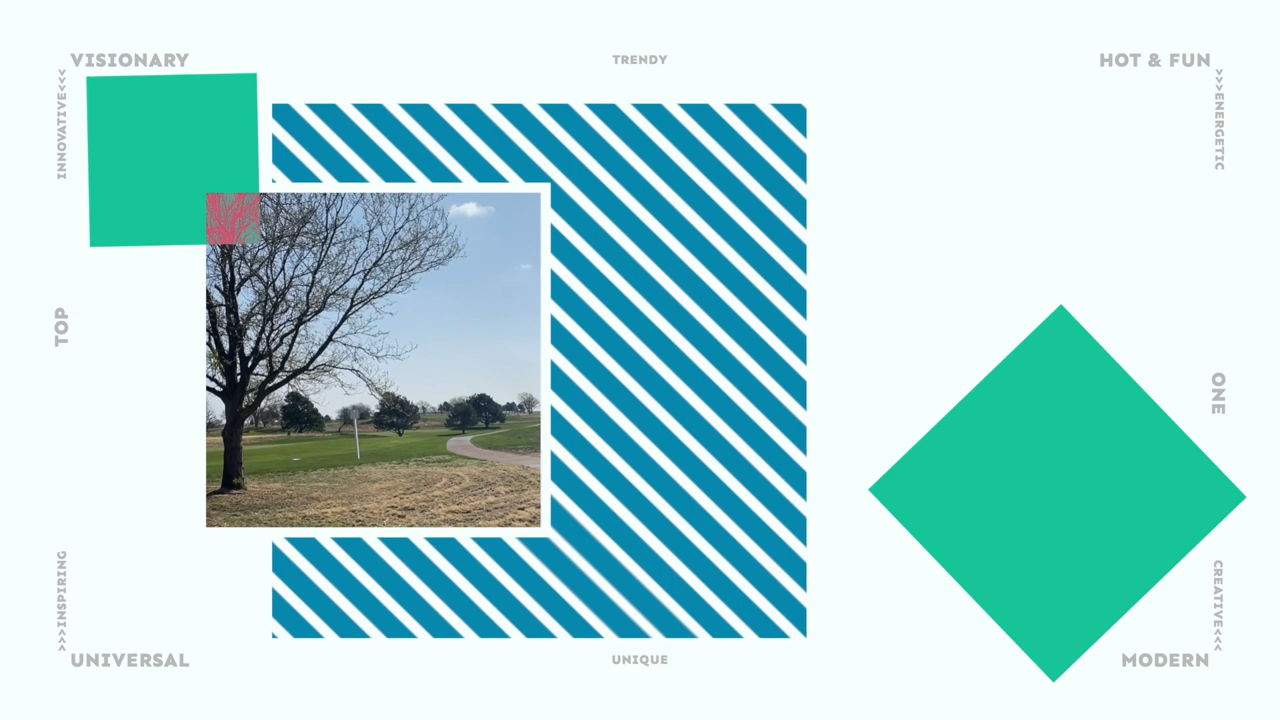 VISIONARY
TRENDY
HOT & FUN
INNOVATIVE<<<
>>>ENERGETIC
TOP
ONE
>>>INSPIRING
CREATIVE<<<
UNIVERSAL
UNIQUE
MODERN